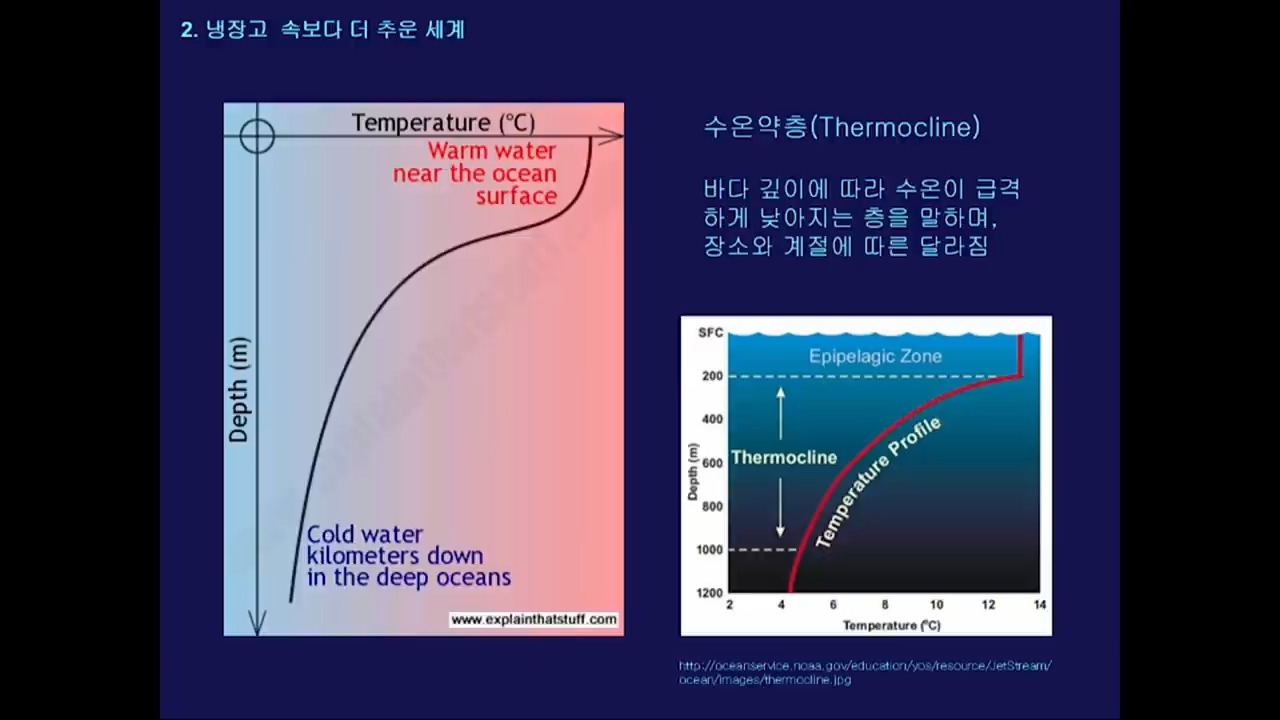 2. 냉장고 속보다 더 추운 세계
Temperature (°C)
Warm water
near the ocean
surface
Depth (m)
Cold water
kilometers down
in the deep oceans
www.explainthatstuff.com
수온약층(Thermocline)
바다 깊이에 따라 수온이 급격
하게 낮아지는 층을 말하며,
장소와 계절에 따른 달라짐
SFC
Epipelagic Zone
200
400
Thermocline
600
800
1000
1200
Depth (m)
Temperature Profile
2 4 6 8 10 12 14
Temperature (°C)
http://oceanservice.noaa.gov/education/yos/resource/JetStream/
ocean/images/thermocline.jpg